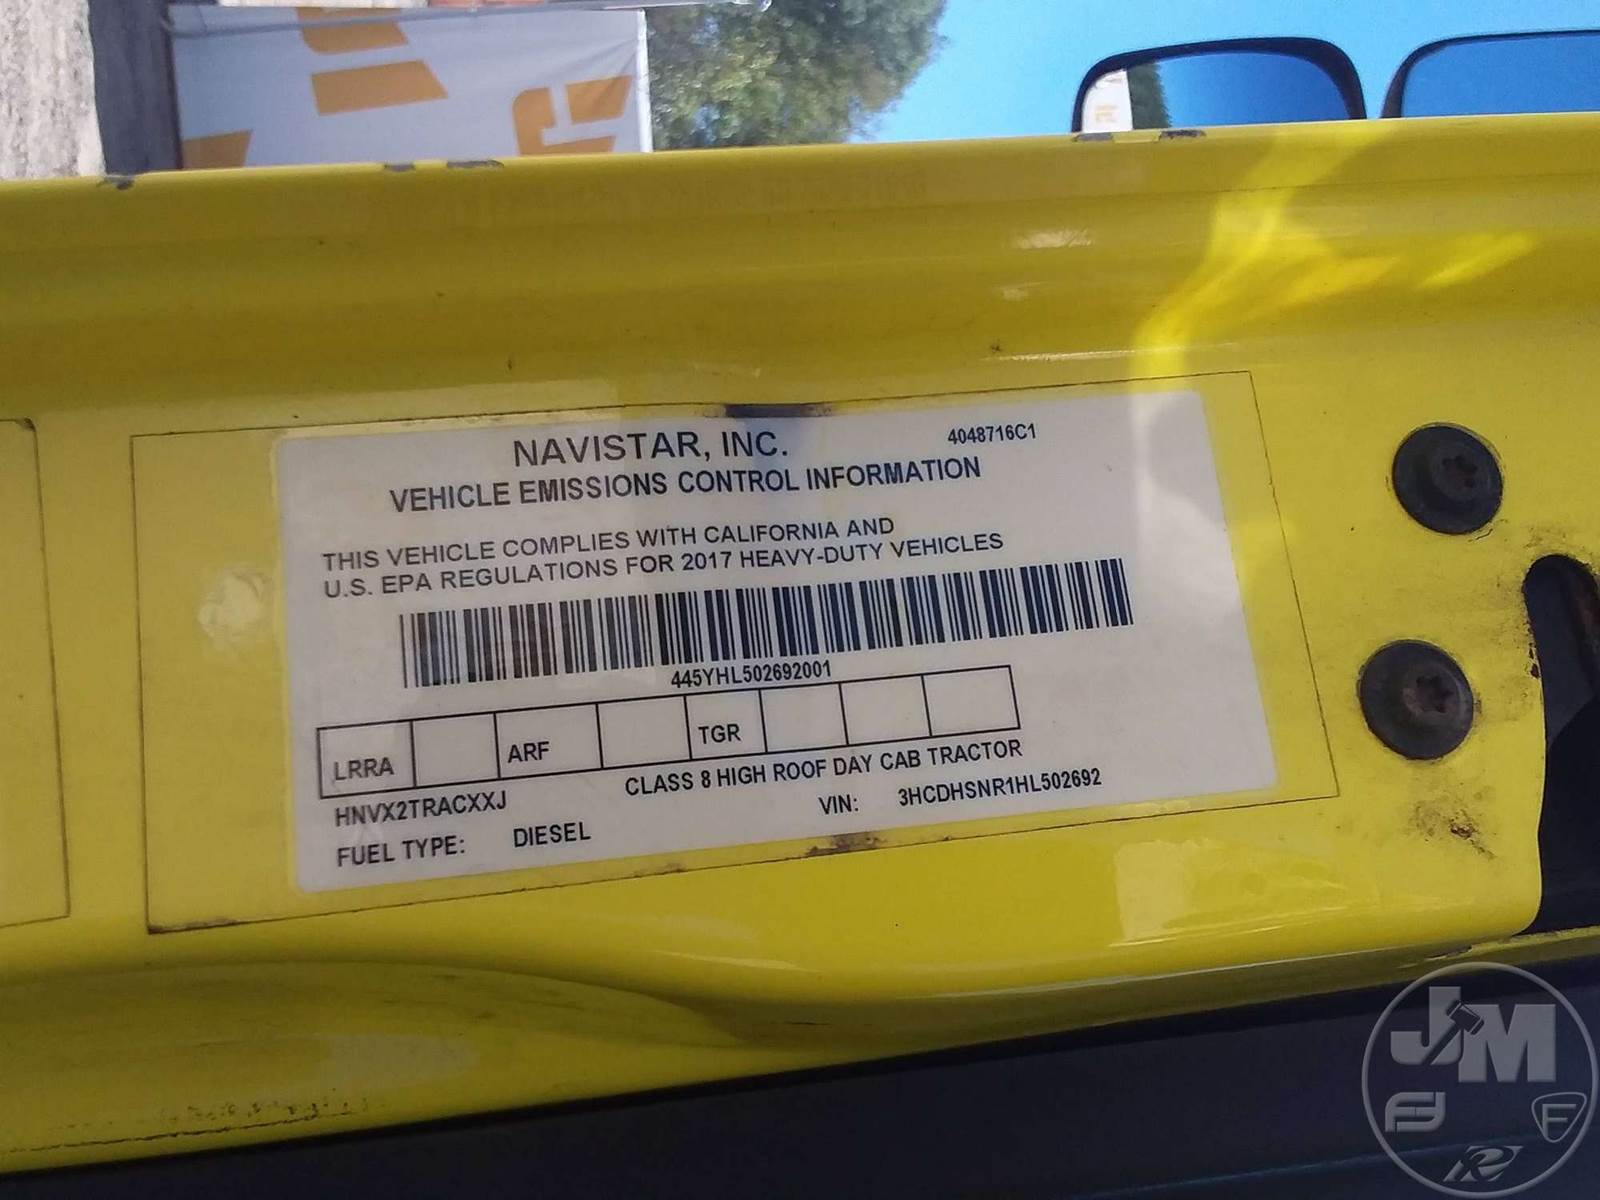 NAVISTAR, INC.
4048716C1
VEHICLE EMISSIONS CONTROL INFORMATION
THIS VEHICLE COMPLIES WITH CALIFORNIA AND
U.S. EPA REGULATIONS FOR 2017 HEAVY-DUTY VEHICLES
445YHL502692001
LRRA ARF TGR
HNVX2TRACXXJ CLASS 8 HIGH ROOF DAY CAB TRACTOR
FUEL TYPE: DIESEL VIN: 3HCDHSNR1HL502692
JM